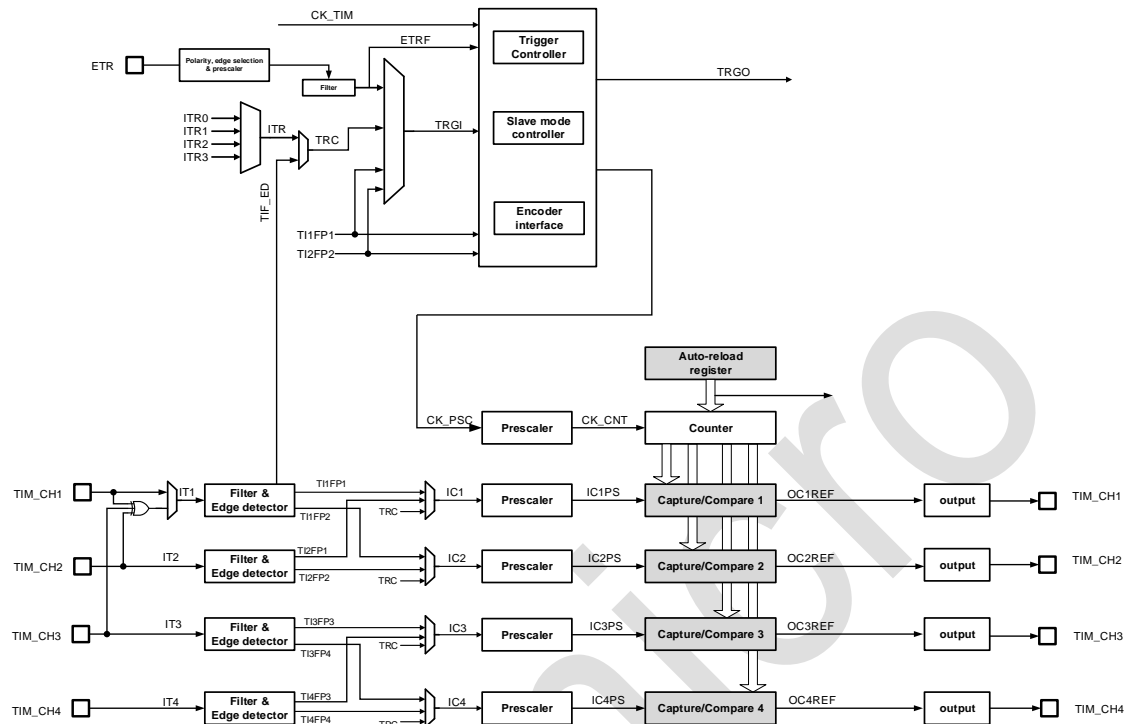 CK_TIM
ETR
Polarity, edge selection
& prescaler
Filter
ETRF
Trigger
Controller
TRGO
ITR0
ITR1
ITR2
ITR3
ITR
TRC
TRGI
Slave mode
controller
TIF_ED
Encoder
interface
TI1FP1
TI2FP2
Auto-reload
register
CK_PSC
Prescaler
CK_CNT
Counter
TIM_CH1
IT1
Filter &
Edge detector
TI1FP1
TI1FP2
TRC
IC1
Prescaler
IC1PS
Capture/Compare 1
OC1REF
output
TIM_CH1
TIM_CH2
IT2
Filter &
Edge detector
TI2FP1
TI2FP2
TRC
IC2
Prescaler
IC2PS
Capture/Compare 2
OC2REF
output
TIM_CH2
TIM_CH3
IT3
Filter &
Edge detector
TI3FP3
TI3FP4
TRC
IC3
Prescaler
IC3PS
Capture/Compare 3
OC3REF
output
TIM_CH3
TIM_CH4
IT4
Filter &
Edge detector
TI4FP3
TI4FP4
TRC
IC4
Prescaler
IC4PS
Capture/Compare 4
OC4REF
output
TIM_CH4
micro